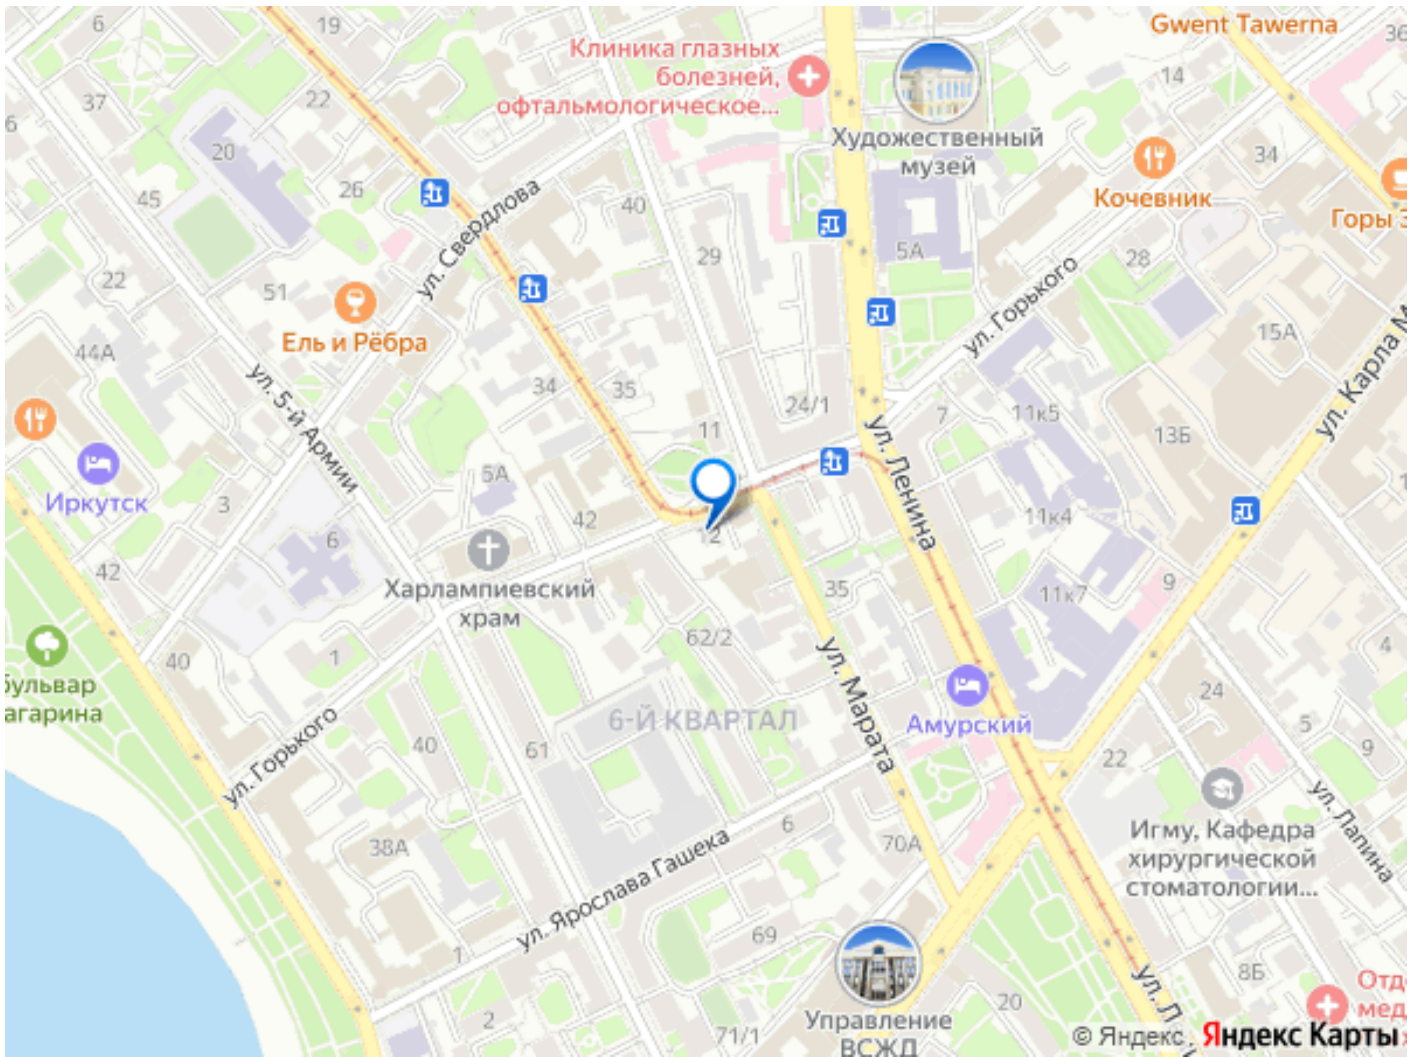 6
19
Gwent Tawerna
36
Клиника глазных
болезней,
офтальмологическое...
14
37
22
6
Художественный
музей
20
34
26
45
ул. Свердлова
40
Кочевник
Горы З
29
5А
28
22
51
ул. Горького
15А
Ель и Рёбра
44А
ул. 5-й Армии
34
35
24/1
7
11к5
ул. Карла М
11
ул. Ленина
13Б
5А
Иркутск
3
42
11к4
6
12
42
Харлампиевский
храм
35
11к7
9
62/2
4
1
40
бульвар
агарина
ул. Марата
24
6-Й КВАРТАЛ
Амурский
5
ул. Горького
40
61
22
9
ул. Лапина
6
38А
70А
Игму, Кафедра
хирургической
стоматологии...
ул. Ярослава Гашека
69
1
8Б
Отд
мед
ул. Л
20
2
71/1
Управление
ВСЖД
© Яндекс
Яндекс Карты